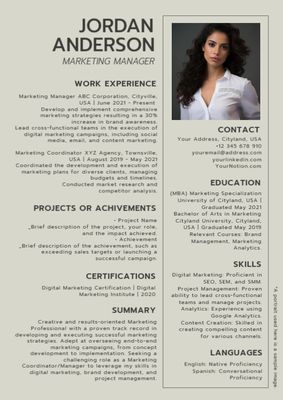 JORDAN
ANDERSON
MARKETING MANAGER
WORK EXPERIENCE
Marketing Manager ABC Corporation, Cityville,
USA | June 2021 - Present
Develop and implement comprehensive
marketing strategies resulting in a 30%
increase in brand awareness.
Lead cross-functional teams in the execution of
digital marketing campaigns, including social
media, email, and content marketing.
Marketing Coordinator XYZ Agency, Townsville,
USA | August 2019 - May 2021
Coordinated the development and execution of
marketing plans for diverse clients, managing
budgets and timelines.
Conducted market research and
competitor analysis.
PROJECTS OR ACHIVEMENTS
- Project Name
_Brief description of the project, your role,
and the impact achieved.
- Achievement
_Brief description of the achievement, such as
exceeding sales targets or launching a
successful campaign.
CERTIFICATIONS
Digital Marketing Certification | Digital
Marketing Institute | 2020
SUMMARY
Creative and results-oriented Marketing
Professional with a proven track record in
developing and executing successful marketing
strategies. Adept at overseeing end-to-end
marketing campaigns, from concept
development to implementation. Seeking a
challenging role as a Marketing
Coordinator/Manager to leverage my skills in
digital marketing, brand development, and
project management.
CONTACT
Your Address, Cityland, USA
+12 345 678 910
youremail@address.com
yourlinkedin.com
YourNotion.com
EDUCATION
(MBA) Marketing Specialization
University of Cityland, USA |
Graduated May 2021
Bachelor of Arts in Marketing
Cityland University, Cityland,
USA | Graduated May 2019
Relevant Courses: Brand
Management, Marketing
Analytics.
SKILLS
Digital Marketing: Proficient in
SEO, SEM, and SMM.
Project Management: Proven
ability to lead cross-functional
teams and manage projects.
Analytics: Experience using
Google Analytics.
Content Creation: Skilled in
creating compelling content
for various channels.
LANGUAGES
English: Native Proficiency
Spanish: Conversational
Proficiency
*A portrait used here is a sample image